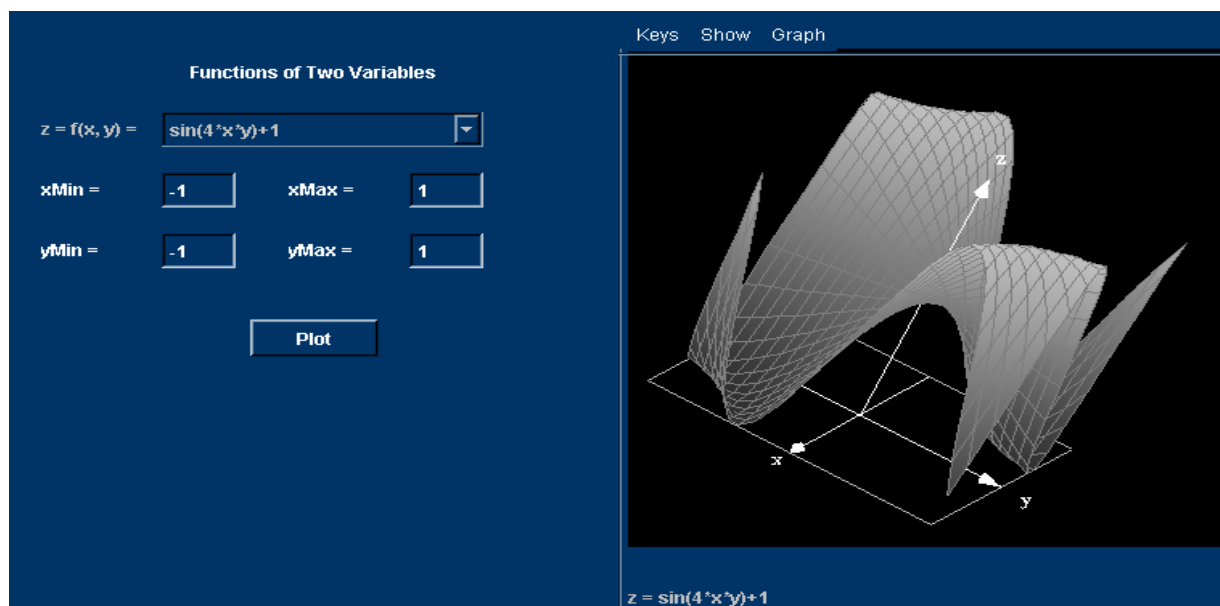 Keys Show Graph
Functions of Two Variables
z = f(x, y) = sin(4*x*y)+1
xMin = -1 xMax = 1
yMin = -1 yMax = 1
Plot
z
x
y
z = sin(4*x*y)+1